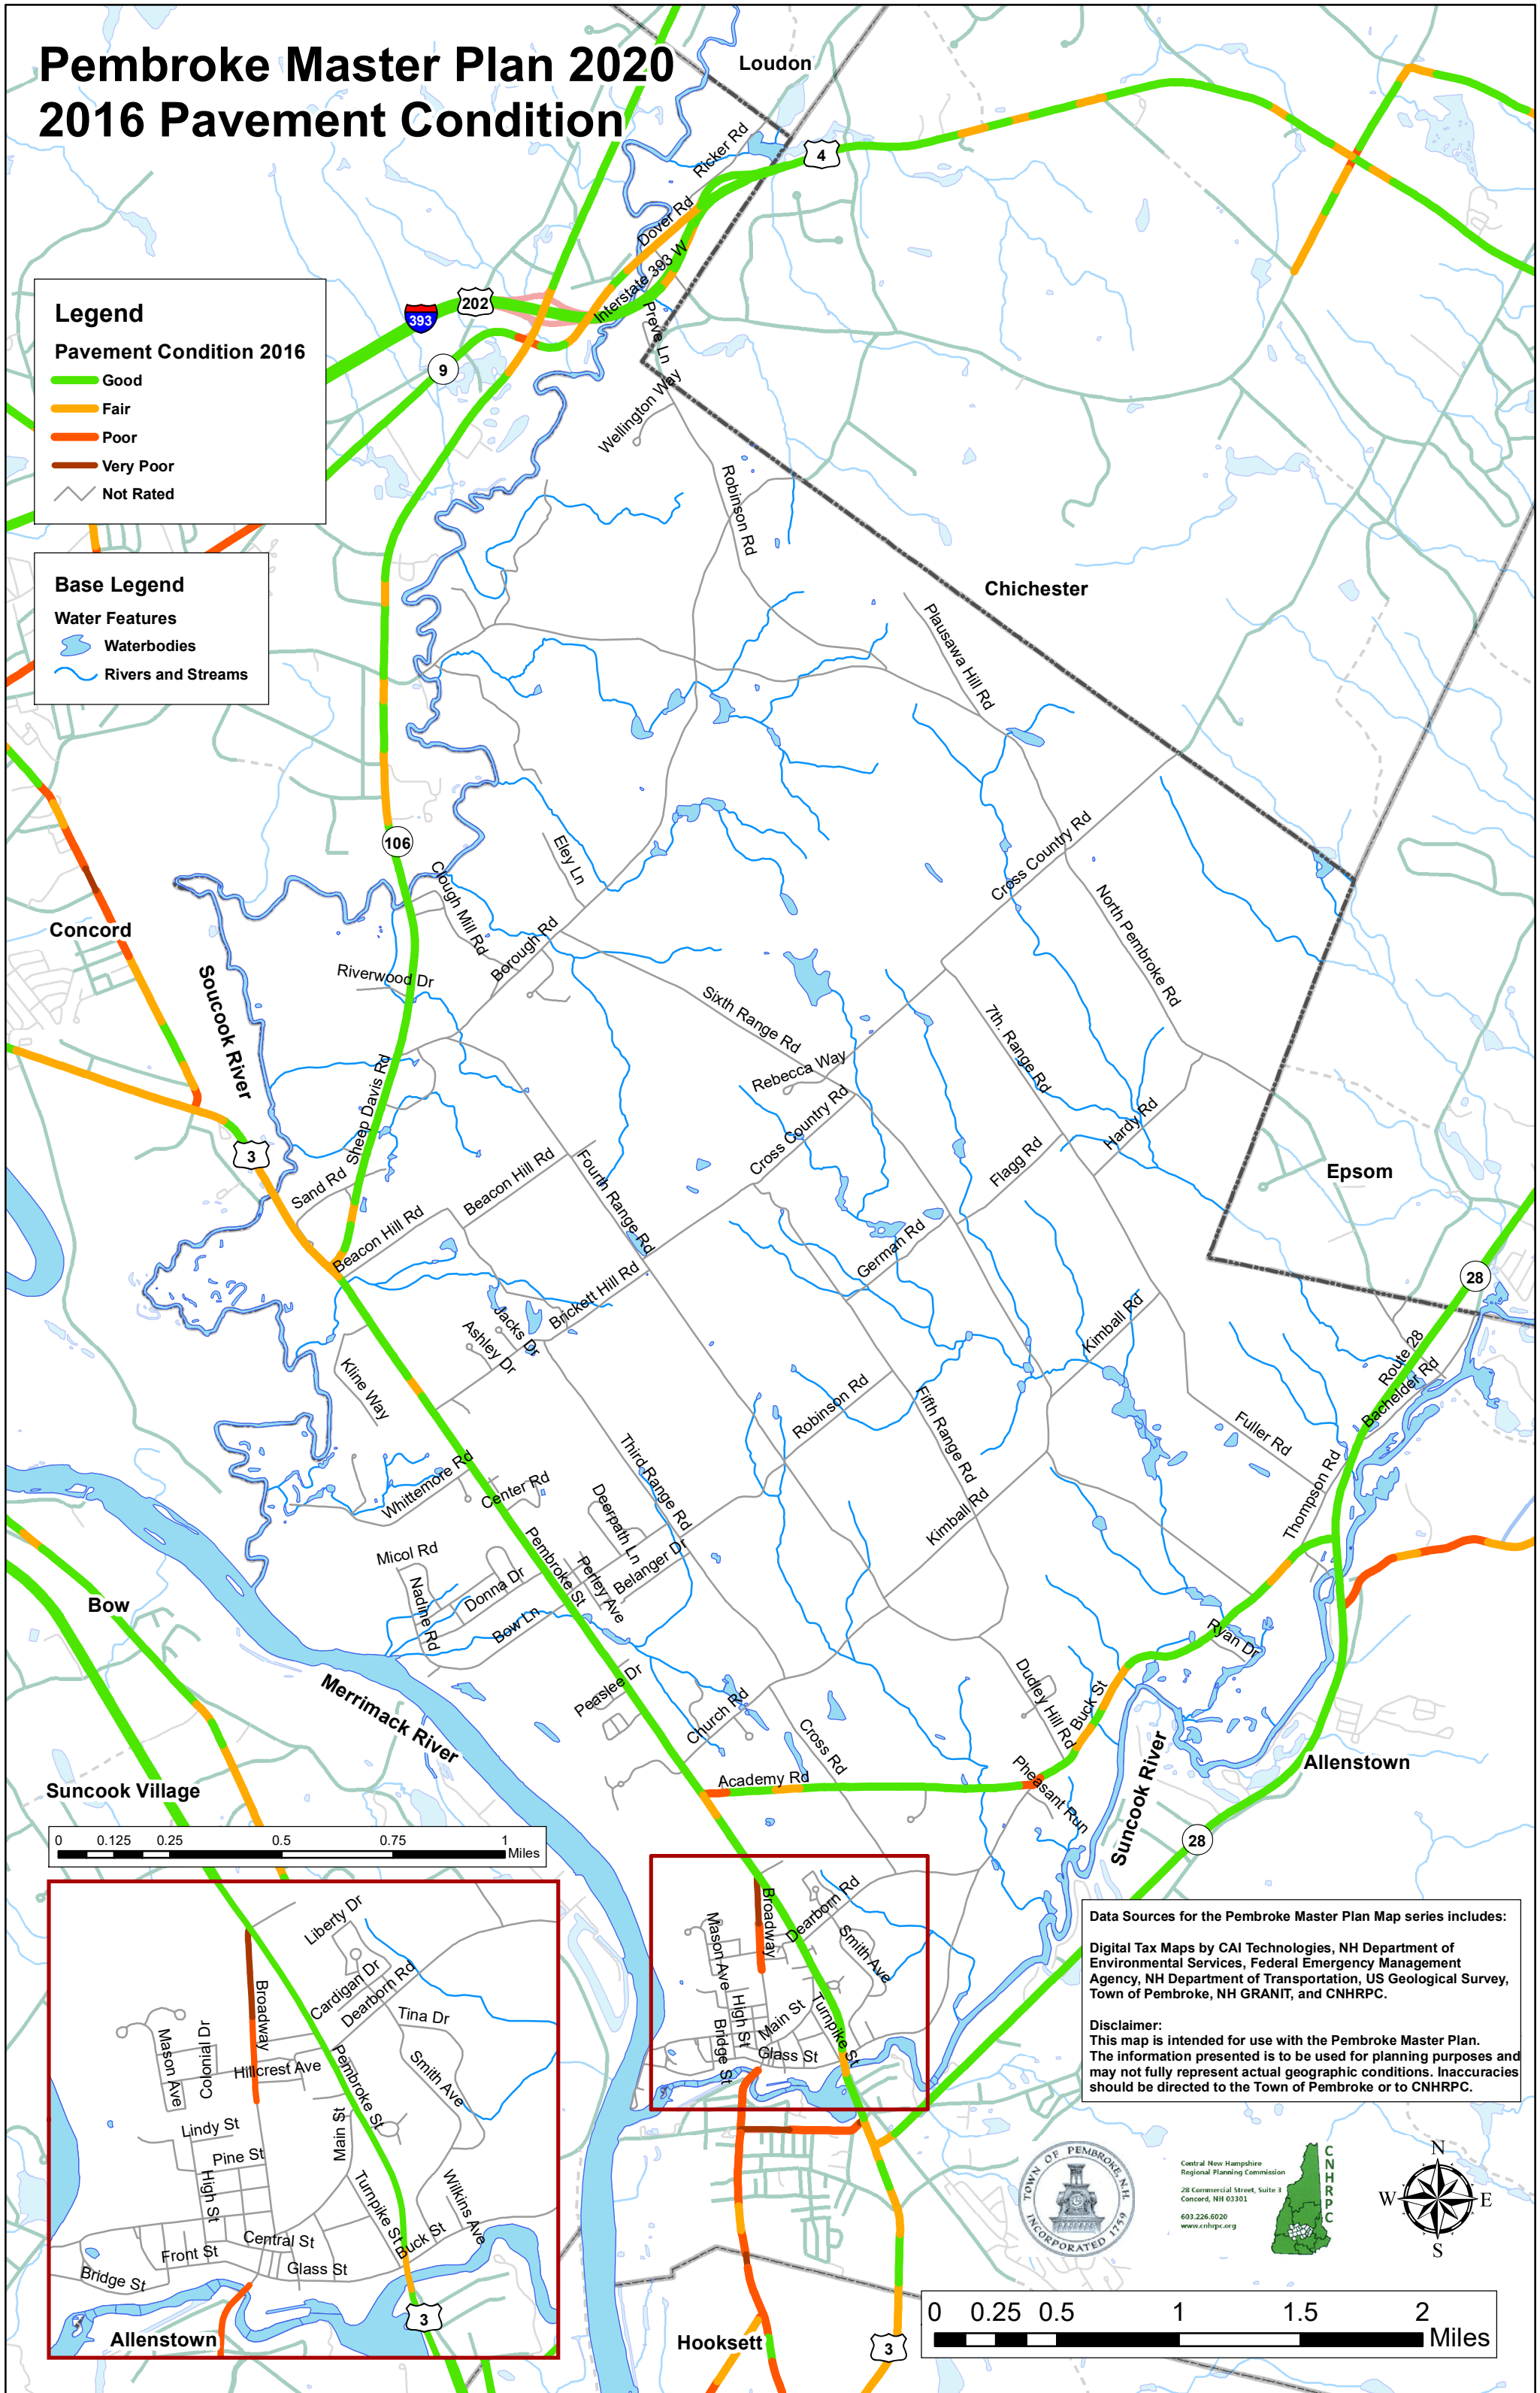 Pembroke Master Plan 2020
2016 Pavement Condition
Loudon
Ricker Rd
4
Dover Rd
Interstate 393 W
202
393
9
Preve Ln
Wellington Way
Legend
Pavement Condition 2016
Good
Fair
Poor
Very Poor
Not Rated
Robinson Rd
Base Legend
Water Features
Waterbodies
Rivers and Streams
Chichester
Plausawa Hill Rd
106
Eley Ln
Cross Country Rd
Clough Mill Rd
Concord
Borough Rd
North Pembroke Rd
Riverwood Dr
Soucook River
Sixth Range Rd
7th. Range Rd
Rebecca Way
Sheep Davis Rd
Cross Country Rd
Hardy Rd
3
Sand Rd
Beacon Hill Rd
Fourth Range Rd
Flagg Rd
Epsom
Beacon Hill Rd
German Rd
Brickett Hill Rd
28
Jacks Dr
Ashley Dr
Kimball Rd
Route 28
Kline Way
Bachelder Rd
Robinson Rd
Fifth Range Rd
Fuller Rd
Third Range Rd
Whittemore Rd
Center Rd
Thompson Rd
Deerpath Ln
Kimball Rd
Micol Rd
Pembroke St
Perley Ave
Belanger Dr
Nadine Rd
Donna Dr
Bow Ln
Bow
Ryan Dr
Merrimack River
Peaslee Dr
Church Rd
Dudley Hill Rd
Buck St
Cross Rd
Suncook River
Allenstown
Suncook Village
Academy Rd
Pheasant Run
28
0 0.125 0.25 0.5 0.75 1
Miles
Broadway
Dearborn Rd
Mason Ave
Smith Ave
High St
Main St
Turnpike St
Bridge St
Glass St
Liberty Dr
Cardigan Dr
Dearborn Rd
Broadway
Tina Dr
Colonial Dr
Mason Ave
Hillcrest Ave
Pembroke St
Smith Ave
Lindy St
Main St
Pine St
High St
Turnpike St
Wilkins Ave
Central St
Buck St
Front St
Glass St
Bridge St
3
Allenstown
Data Sources for the Pembroke Master Plan Map series includes:
Digital Tax Maps by CAI Technologies, NH Department of
Environmental Services, Federal Emergency Management
Agency, NH Department of Transportation, US Geological Survey,
Town of Pembroke, NH GRANIT, and CNHRPC.
Disclaimer:
This map is intended for use with the Pembroke Master Plan.
The information presented is to be used for planning purposes and
may not fully represent actual geographic conditions. Inaccuracies
should be directed to the Town of Pembroke or to CNHRPC.
TOWN OF PEMBROKE, N.H.
INCORPORATED 1759
Central New Hampshire
Regional Planning Commission
28 Commercial Street, Suite 3
Concord, NH 03301
603.226.6020
www.cnhrpc.org
CNHRPC
N
W E
S
Hooksett
3
0 0.25 0.5 1 1.5 2
Miles